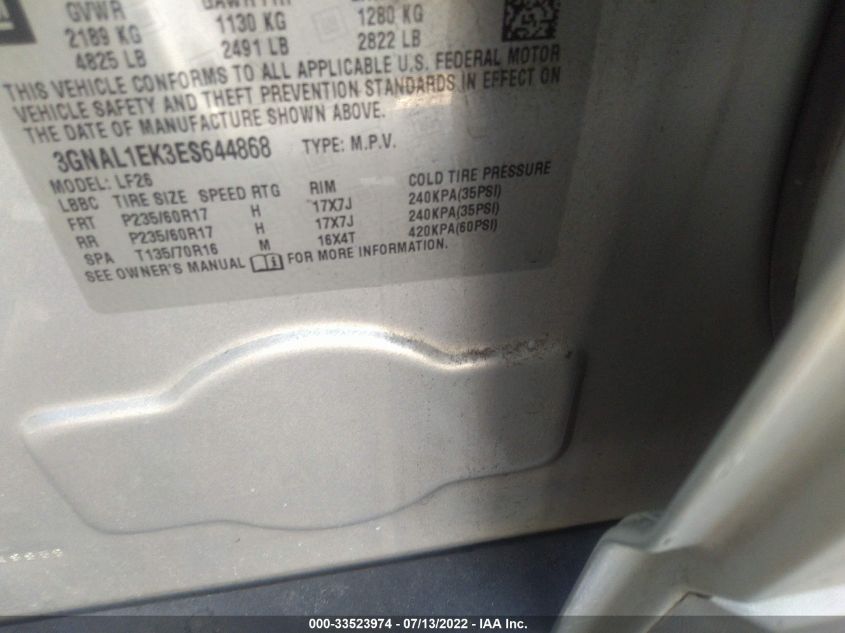 GM
GVWR GAWR FRT
2189 KG 1130 KG 1280 KG
4825 LB 2491 LB 2822 LB
THIS VEHICLE CONFORMS TO ALL APPLICABLE U.S. FEDERAL MOTOR
VEHICLE SAFETY AND THEFT PREVENTION STANDARDS IN EFFECT ON
THE DATE OF MANUFACTURE SHOWN ABOVE.
3GNAL1EK3ES644868 TYPE: M.P.V.
MODEL: LF26
LBBC TIRE SIZE SPEED RTG RIM COLD TIRE PRESSURE
FRT P235/60R17 H 17X7J 240KPA(35PSI)
RR P235/60R17 H 17X7J 240KPA(35PSI)
SPA T135/70R16 M 16X4T 420KPA(60PSI)
SEE OWNER'S MANUAL FOR MORE INFORMATION.
000-33523974 - 07/13/2022 - IAA Inc.